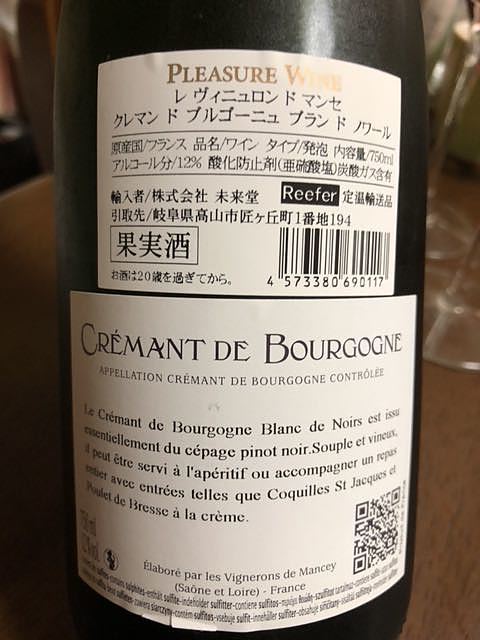 PLEASURE WINE
レ ヴィニュロン ド マンセ
クレマン ド ブルゴーニュ ブラン ド ノワール
原産国/フランス 品名/ワイン タイプ/発泡 内容量/750ml
アルコール分/12% 酸化防止剤(亜硫酸塩)炭酸ガス含有
輸入者/株式会社 未来堂 Reefer 定温輸送品
引取先/岐阜県高山市匠ヶ丘町1番地194
果実酒
お酒は20歳を過ぎてから。
4 573380 690117
CRÉMANT DE BOURGOGNE
APPELLATION CRÉMANT DE BOURGOGNE CONTRÔLÉE
Le Crémant de Bourgogne Blanc de Noirs est issu
essentiellement du cépage pinot noir.Souple et vineux,
il peut être servi à l'apéritif ou accompagner un repas
entier avec entrées telles que Coquilles St Jacques et
Poulet de Bresse à la crème.
Élaboré par les Vignerons de Mancey
(Saône et Loire) - France